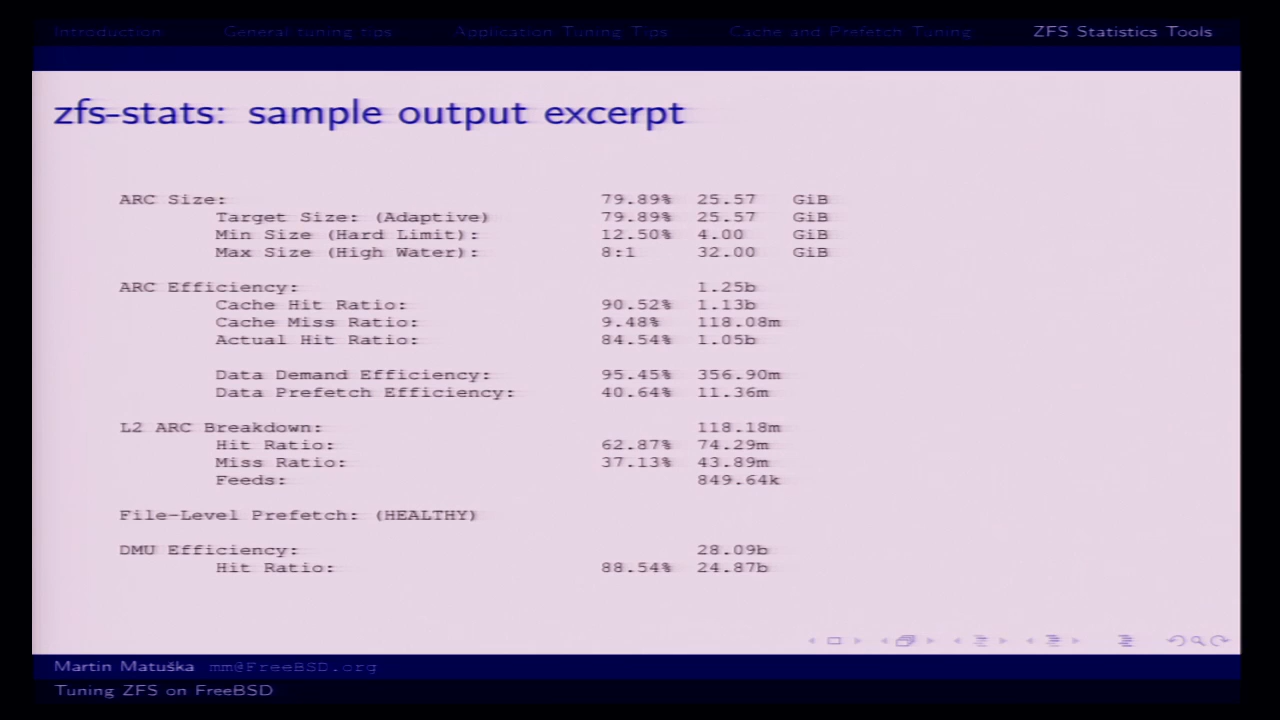 Introduction General tuning tips Application Tuning Tips Cache and Prefetch Tuning ZFS Statistics Tools
zfs-stats: sample output excerpt
ARC Size: 79.89% 25.57 GiB
Target Size: (Adaptive) 79.89% 25.57 GiB
Min Size (Hard Limit): 12.50% 4.00 GiB
Max Size (High Water): 8:1 32.00 GiB
ARC Efficiency: 1.25b
Cache Hit Ratio: 90.52% 1.13b
Cache Miss Ratio: 9.48% 118.08m
Actual Hit Ratio: 84.54% 1.05b
Data Demand Efficiency: 95.45% 356.90m
Data Prefetch Efficiency: 40.64% 11.36m
L2 ARC Breakdown: 118.18m
Hit Ratio: 62.87% 74.29m
Miss Ratio: 37.13% 43.89m
Feeds: 849.64k
File-Level Prefetch: (HEALTHY)
DMU Efficiency: 28.09b
Hit Ratio: 88.54% 24.87b
Martin Matuška mm@FreeBSD.org
Tuning ZFS on FreeBSD